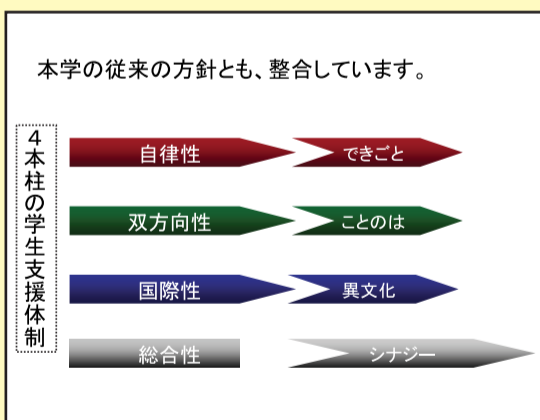 本学の従来の方針とも、整合しています。
4本柱の学生支援体制
自律性 できごと
双方向性 ことのは
国際性 異文化
総合性 シナジー